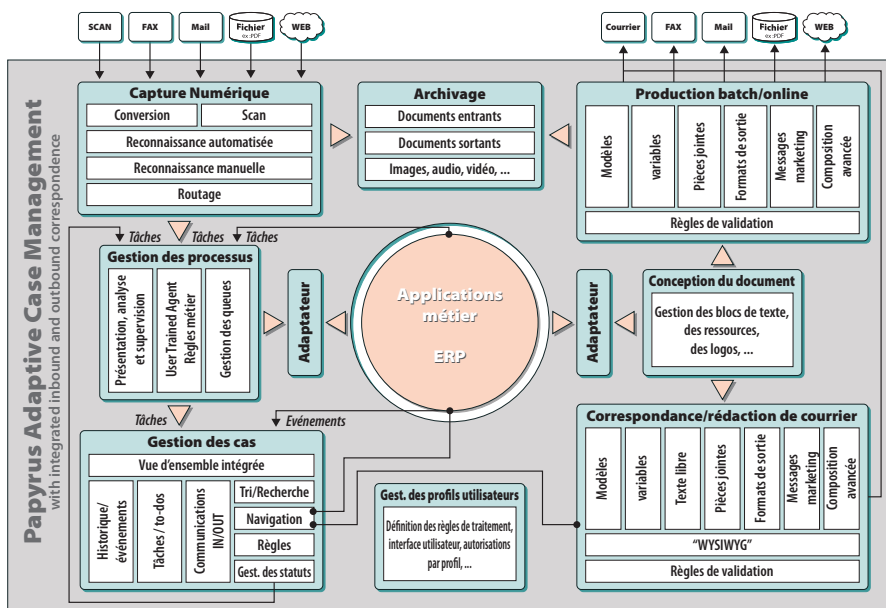 SCAN
FAX
Mail
Fichier
ex :PDF
WEB
Courrier
FAX
Mail
Fichier
ex :PDF
WEB
Papyrus Adaptive Case Management
with integrated inbound and outbound correspondence
Capture Numérique
Conversion
Scan
Reconnaissance automatisée
Reconnaissance manuelle
Routage
Archivage
Documents entrants
Documents sortants
Images, audio, vidéo, ...
Production batch/online
Modèles
variables
Pièces jointes
Formats de sortie
Messages
marketing
Composition
avancée
Règles de validation
Tâches
Tâches
Tâches
Gestion des processus
Présentation, analyse
et supervision
UserTrained Agent
Règles métier
Gestion des queues
Adaptateur
Applications
métier
ERP
Adaptateur
Conception du document
Gestion des blocs de texte,
des ressources,
des logos, ...
Tâches
Evénements
Gestion des cas
Vue d'ensemble intégrée
Historique/
événements
Tâches / to-dos
Communications
IN/OUT
Tri/Recherche
Navigation
Règles
Gest. des statuts
Gest. des profils utilisateurs
Définition des règles de traitement,
interface utilisateur, autorisations
par profil, ...
Correspondance/rédaction de courrier
Modèles
variables
Texte libre
Pièces jointes
Formats de sortie
Messages
marketing
Composition
avancée
"WYSIWYG"
Règles de validation